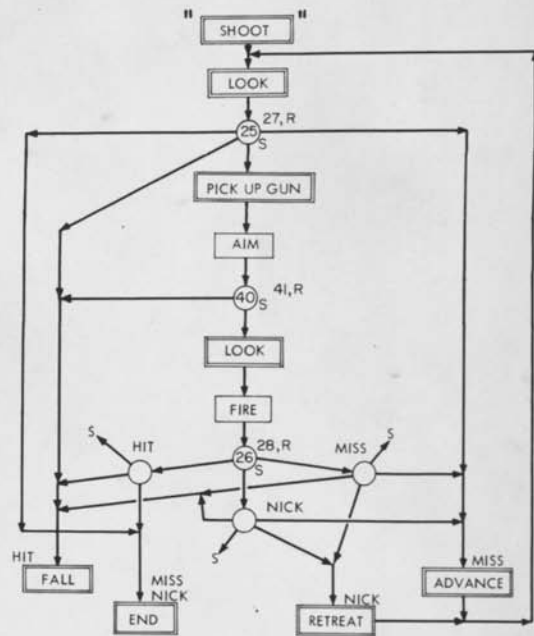 " SHOOT "
LOOK
27, R
25
S
PICK UP GUN
AIM
41, R
40
S
LOOK
FIRE
28, R
S HIT 26 MISS S
S
NICK
S
HIT
FALL
MISS
NICK
END
NICK
RETREAT
MISS
ADVANCE